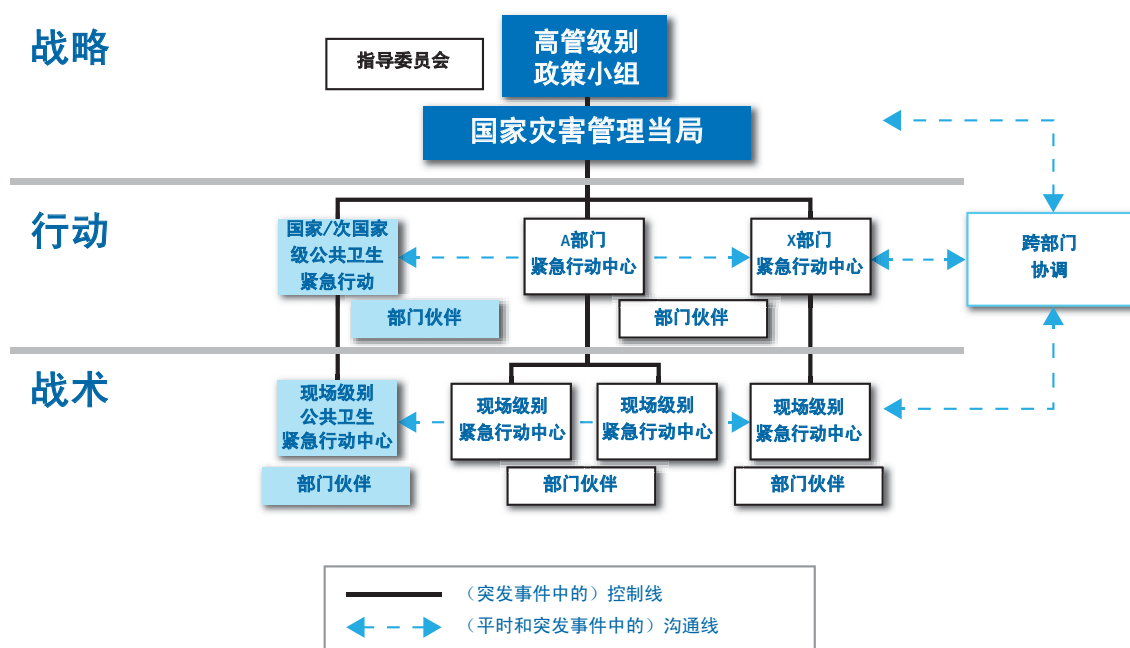 战略
指导委员会
高管级别
政策小组
国家灾害管理当局
行动
国家/次国家
级公共卫生
紧急行动
A部门
紧急行动中心
X部门
紧急行动中心
跨部门
协调
部门伙伴
部门伙伴
战术
现场级别
公共卫生
紧急行动中心
现场级别
紧急行动中心
现场级别
紧急行动中心
现场级别
紧急行动中心
部门伙伴
部门伙伴
部门伙伴
（突发事件中的）控制线
（平时和突发事件中的）沟通线